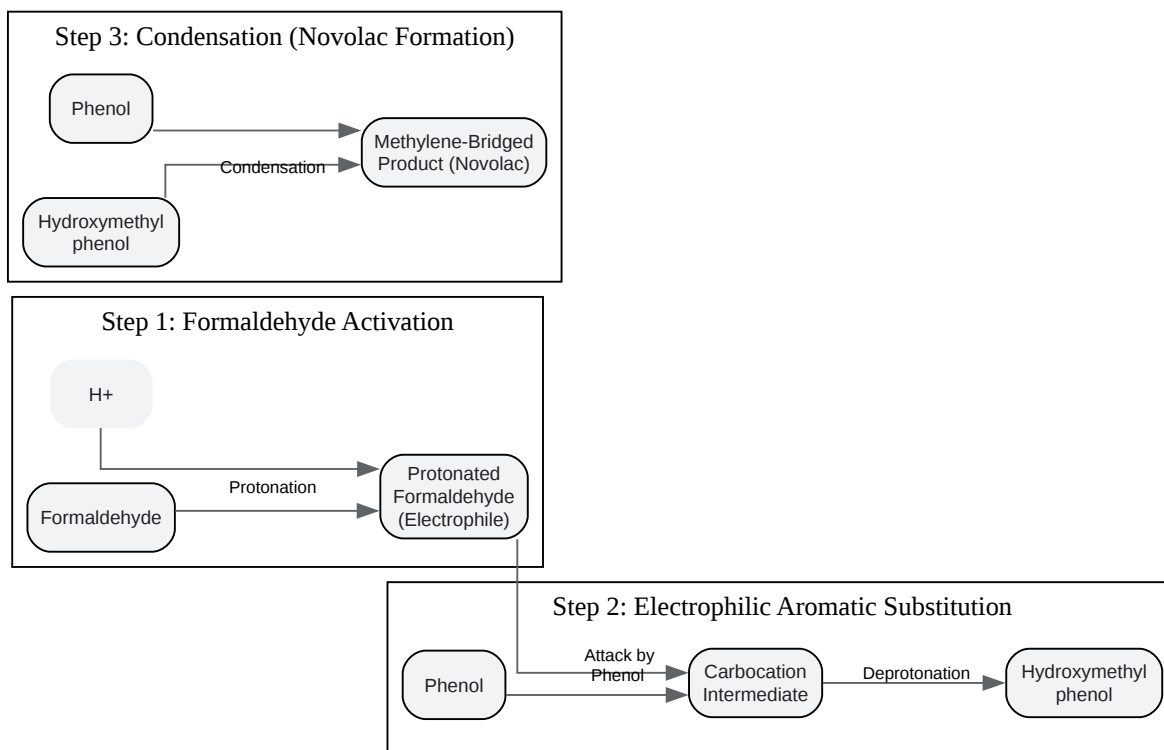 Step 3: Condensation (Novolac Formation)
Phenol
Methylene-Bridged
Product (Novolac)
Condensation
Hydroxymethyl
phenol
Step 1: Formaldehyde Activation
H+
Protonated
Formaldehyde
(Electrophile)
Protonation
Formaldehyde
Step 2: Electrophilic Aromatic Substitution
Phenol
Attack by
Phenol
Carbocation
Intermediate
Deprotonation
Hydroxymethyl
phenol